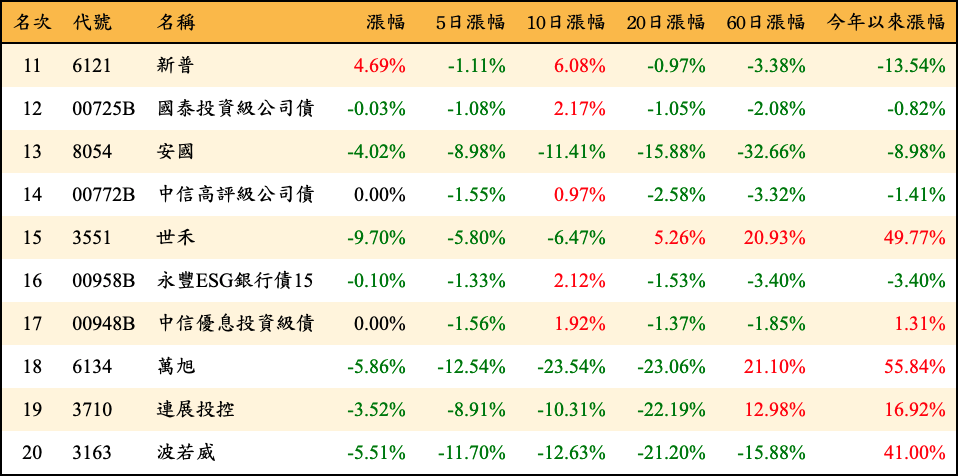 名次 代號 名稱 漲幅 5日漲幅 10日漲幅 20日漲幅 60日漲幅 今年以來漲幅
11 6121 新普 4.69% -1.11% 6.08% -0.97% -3.38% -13.54%
12 00725B 國泰投資級公司債 -0.03% -1.08% 2.17% -1.05% -2.08% -0.82%
13 8054 安國 -4.02% -8.98% -11.41% -15.88% -32.66% -8.98%
14 00772B 中信高評級公司債 0.00% -1.55% 0.97% -2.58% -3.32% -1.41%
15 3551 世禾 -9.70% -5.80% -6.47% 5.26% 20.93% 49.77%
16 00958B 永豐ESG銀行債15 -0.10% -1.33% 2.12% -1.53% -3.40% -3.40%
17 00948B 中信優息投資級債 0.00% -1.56% 1.92% -1.37% -1.85% 1.31%
18 6134 萬旭 -5.86% -12.54% -23.54% -23.06% 21.10% 55.84%
19 3710 連展投控 -3.52% -8.91% -10.31% -22.19% 12.98% 16.92%
20 3163 波若威 -5.51% -11.70% -12.63% -21.20% -15.88% 41.00%